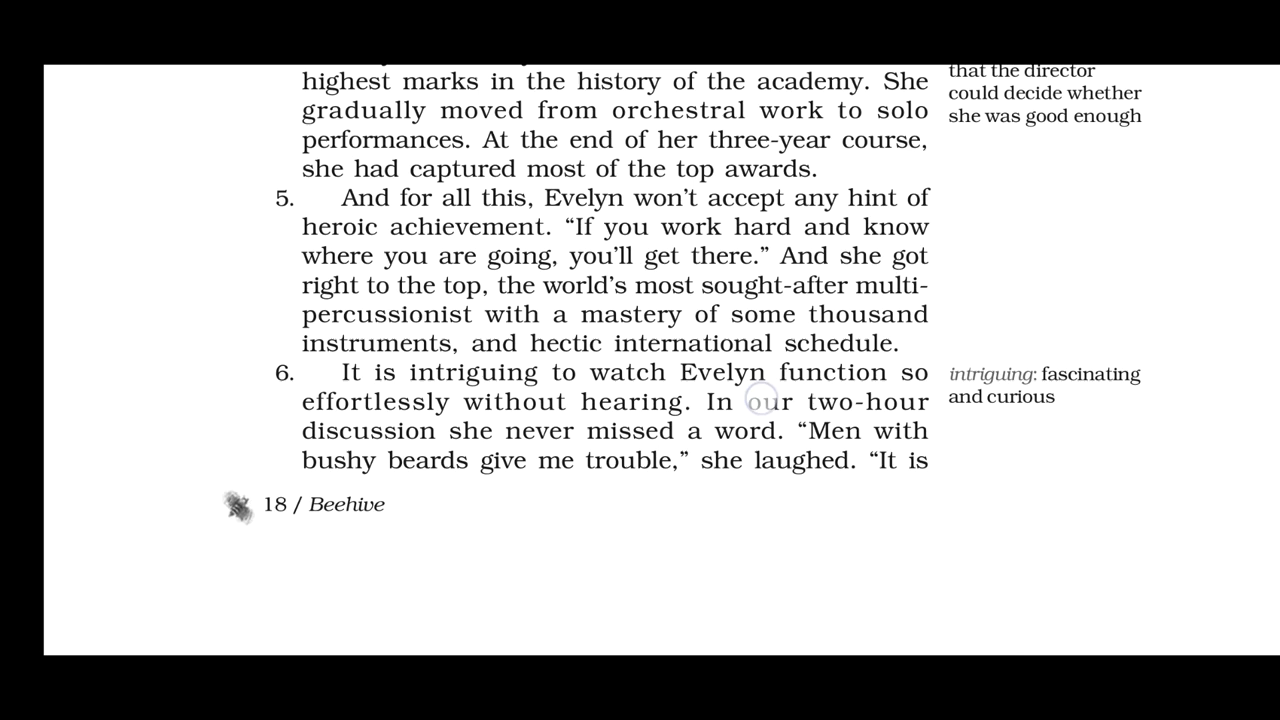 highest marks in the history of the academy. She
gradually moved from orchestral work to solo
performances. At the end of her three-year course,
she had captured most of the top awards.
5. And for all this, Evelyn won’t accept any hint of
heroic achievement. “If you work hard and know
where you are going, you’ll get there.” And she got
right to the top, the world’s most sought-after multi-
percussionist with a mastery of some thousand
instruments, and hectic international schedule.
6. It is intriguing to watch Evelyn function so
effortlessly without hearing. In our two-hour
discussion she never missed a word. “Men with
bushy beards give me trouble,” she laughed. “It is
that the director
could decide whether
she was good enough
intriguing: fascinating
and curious
18 / Beehive